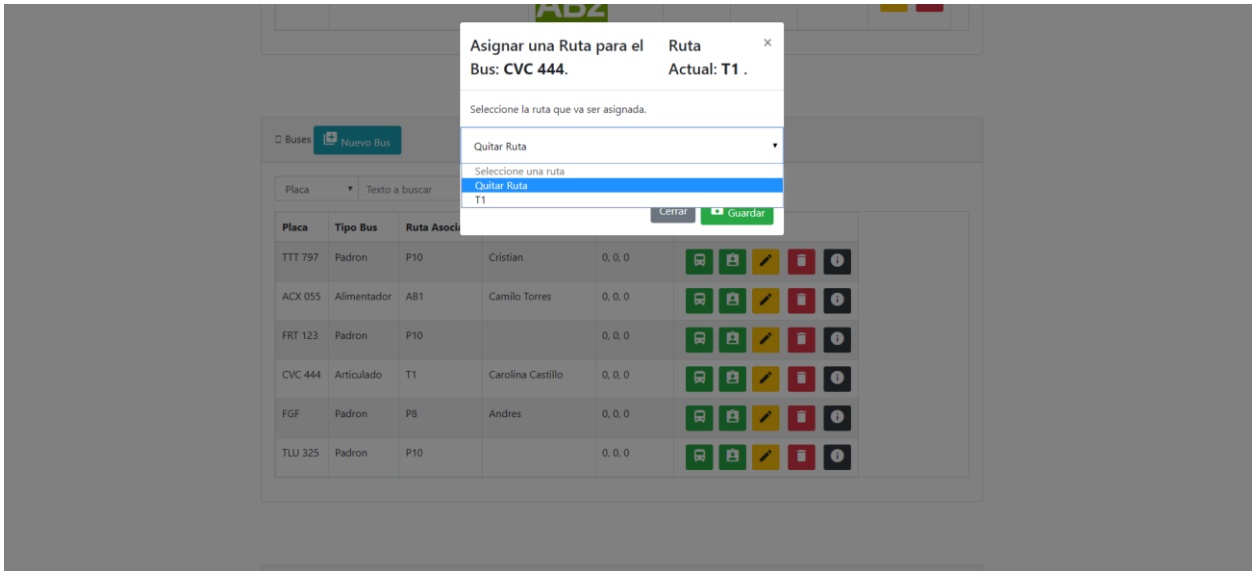 AB2
Asignar una Ruta para el Bus: CVC 444.
Ruta Actual: T1 .
×
Seleccione la ruta que va ser asignada.
Quitar Ruta
Seleccione una ruta
Quitar Ruta
T1
Cerrar Guardar
Buses Nuevo Bus
Placa Texto a buscar
Placa Tipo Bus Ruta Asocia
TTT 797 Padron P10 Cristian 0, 0, 0
ACX 055 Alimentador AB1 Camilo Torres 0, 0, 0
FRT 123 Padron P10 0, 0, 0
CVC 444 Articulado T1 Carolina Castillo 0, 0, 0
FGF Padron P8 Andres 0, 0, 0
TLU 325 Padron P10 0, 0, 0